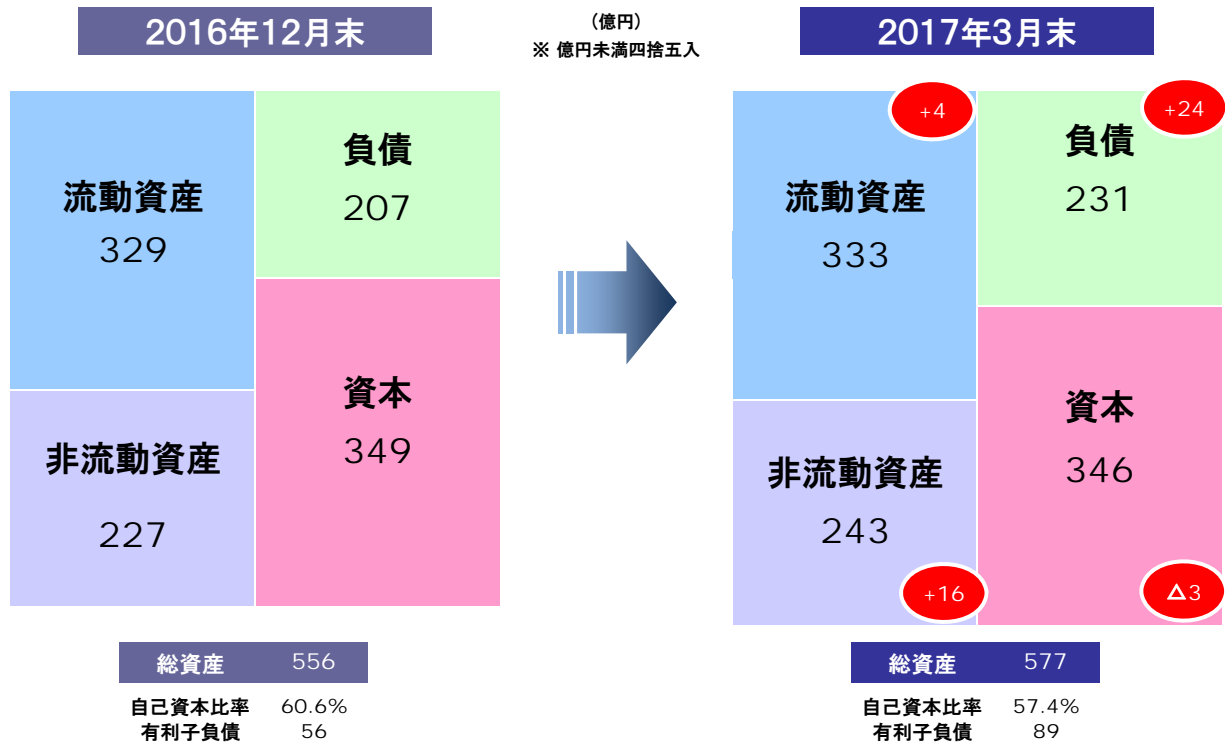 2016年12月末
(億円)
※ 億円未満四捨五入
2017年3月末
流動資産
329
負債
207
非流動資産
227
資本
349
総資産 556
自己資本比率 60.6%
有利子負債 56
+4
+24
流動資産
333
負債
231
非流動資産
243
資本
346
+16
△3
総資産 577
自己資本比率 57.4%
有利子負債 89